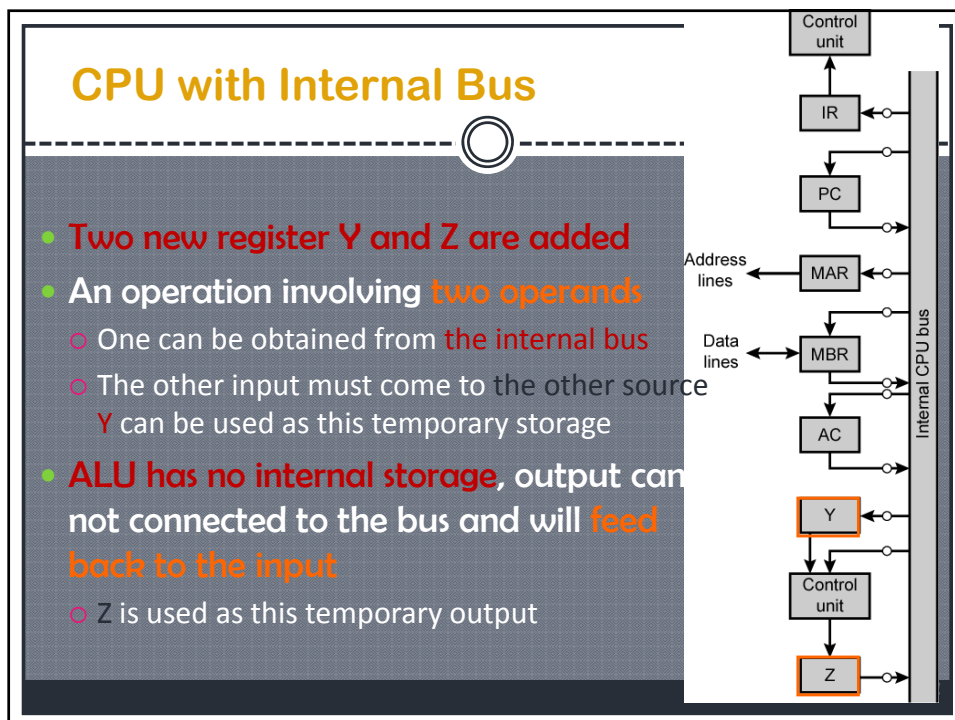 CPU with Internal Bus
Two new register Y and Z are added
An operation involving two operands
One can be obtained from the internal bus
The other input must come to the other source
Y can be used as this temporary storage
ALU has no internal storage, output can
not connected to the bus and will feed
back to the input
Z is used as this temporary output
Control
unit
IR
PC
Address
lines
MAR
Data
lines
MBR
AC
Y
Control
unit
Z
Internal CPU bus